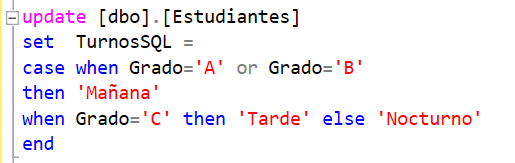 update [dbo].[Estudiantes]
set  TurnosSQL =
case when Grado='A' or Grado='B'
then 'Mañana'
when Grado='C' then 'Tarde' else 'Nocturno'
end